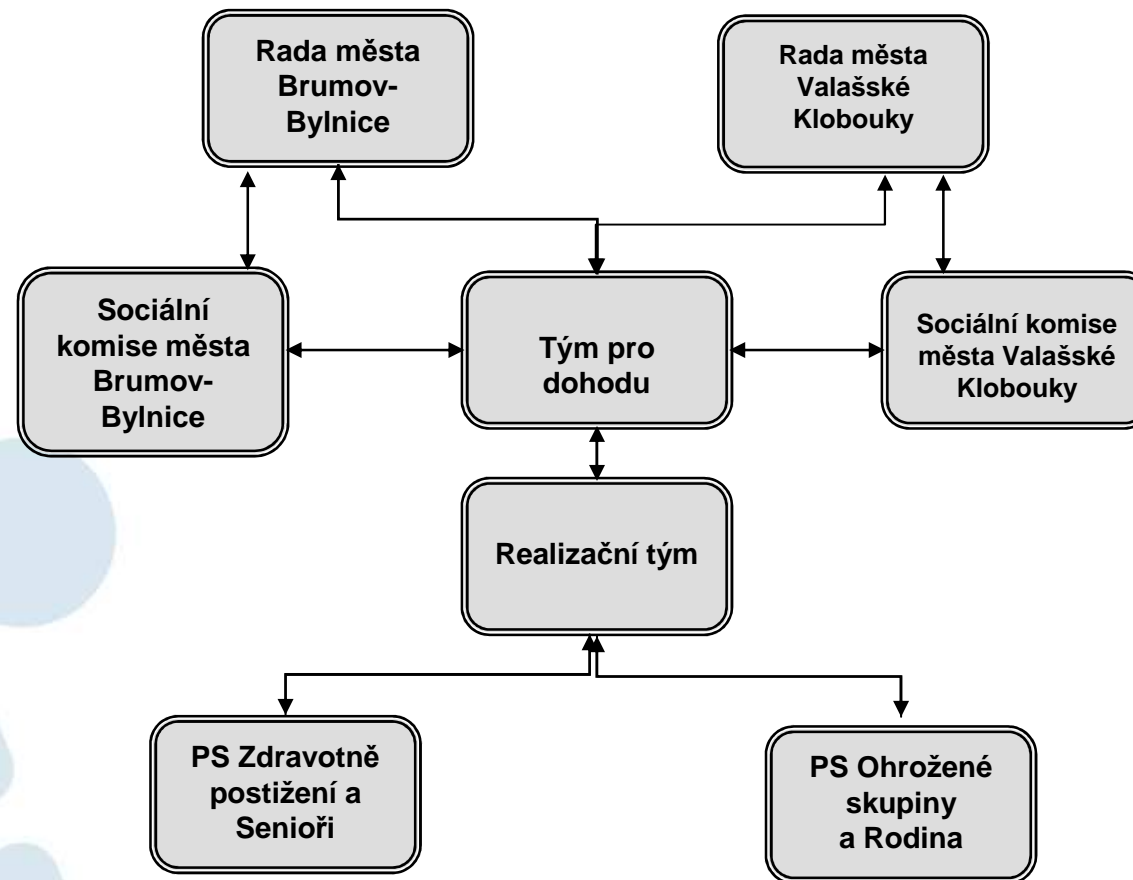 Rada města
Brumov-
Bylnice
Rada města
Valašské
Klobouky
Sociální
komise města
Brumov-
Bylnice
Tým pro
dohodu
Sociální komise
města Valašské
Klobouky
Realizační tým
PS Zdravotně
postižení a
Senioři
PS Ohrožené
skupiny
a Rodina